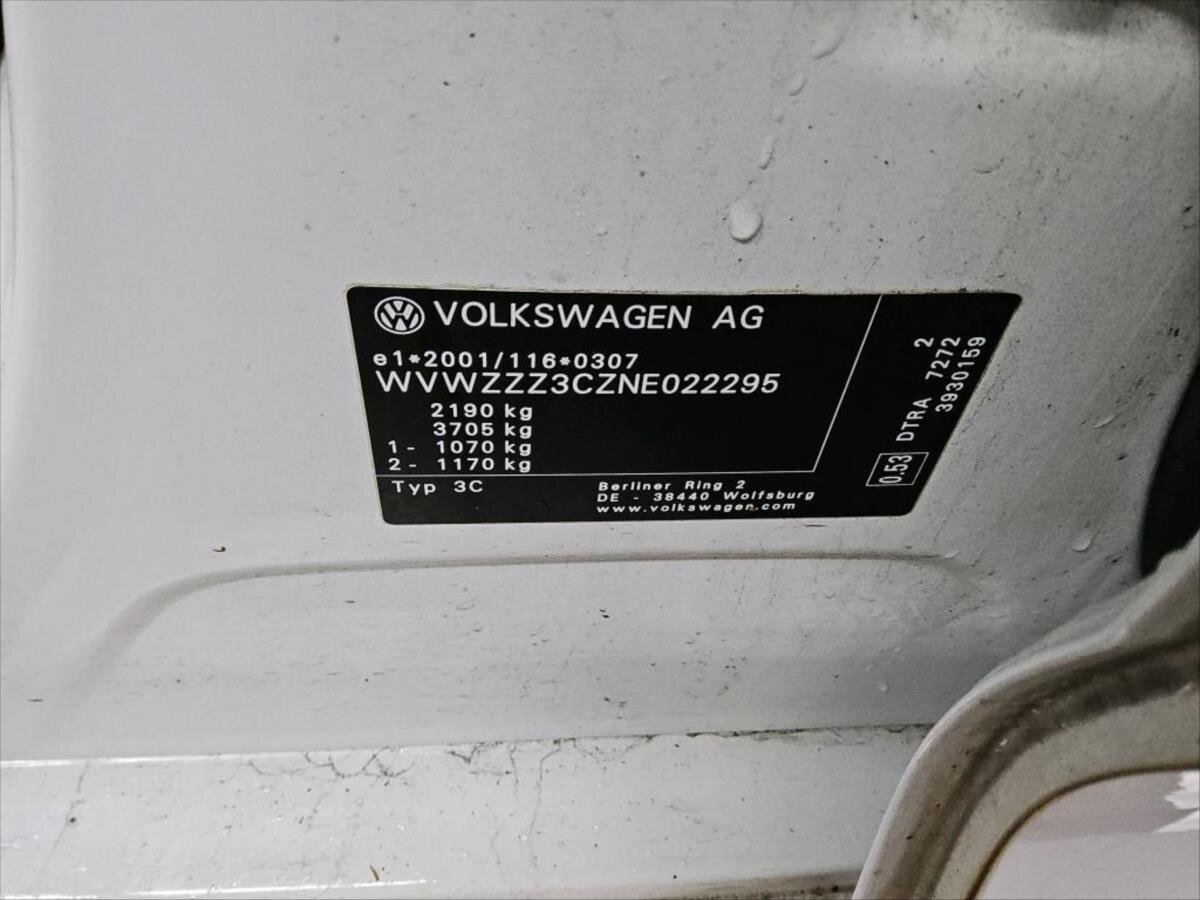 VOLKSWAGEN AG
e1*2001/116*0307
WVWZZZ3CZNE022295
2190 kg
3705 kg
1- 1070 kg
2- 1170 kg
Typ 3C
Berliner Ring 2
DE - 38440 Wolfsburg
www.volkswagen.com
0.53 DTRA 7272 2
3930159